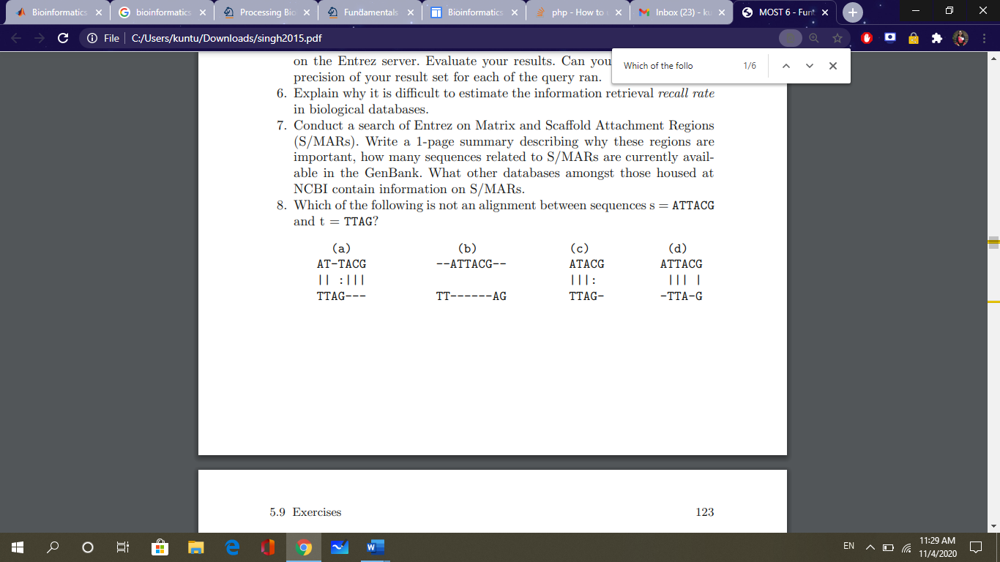 Bioinformatics
bioinformatics
Processing Bio
Fundamentals
Bioinformatics
php - How to
Inbox (23) - ku
MOST 6 - Fun
File
C:/Users/kuntu/Downloads/singh2015.pdf
Which of the follo
1/6
on the Entrez server. Evaluate your results. Can you
precision of your result set for each of the query ran.
6. Explain why it is difficult to estimate the information retrieval recall rate
in biological databases.
7. Conduct a search of Entrez on Matrix and Scaffold Attachment Regions
(S/MARs). Write a 1-page summary describing why these regions are
important, how many sequences related to S/MARs are currently avail-
able in the GenBank. What other databases amongst those housed at
NCBI contain information on S/MARs.
8. Which of the following is not an alignment between sequences s = ATTACG
and t = TTAG?
(a) (b) (c) (d)
AT-TACG --ATTACG-- ATACG ATTACG
|| :||| |||: ||| |
TTAG--- TT------AG TTAG- -TTA-G
5.9 Exercises 123
EN
11:29 AM
11/4/2020